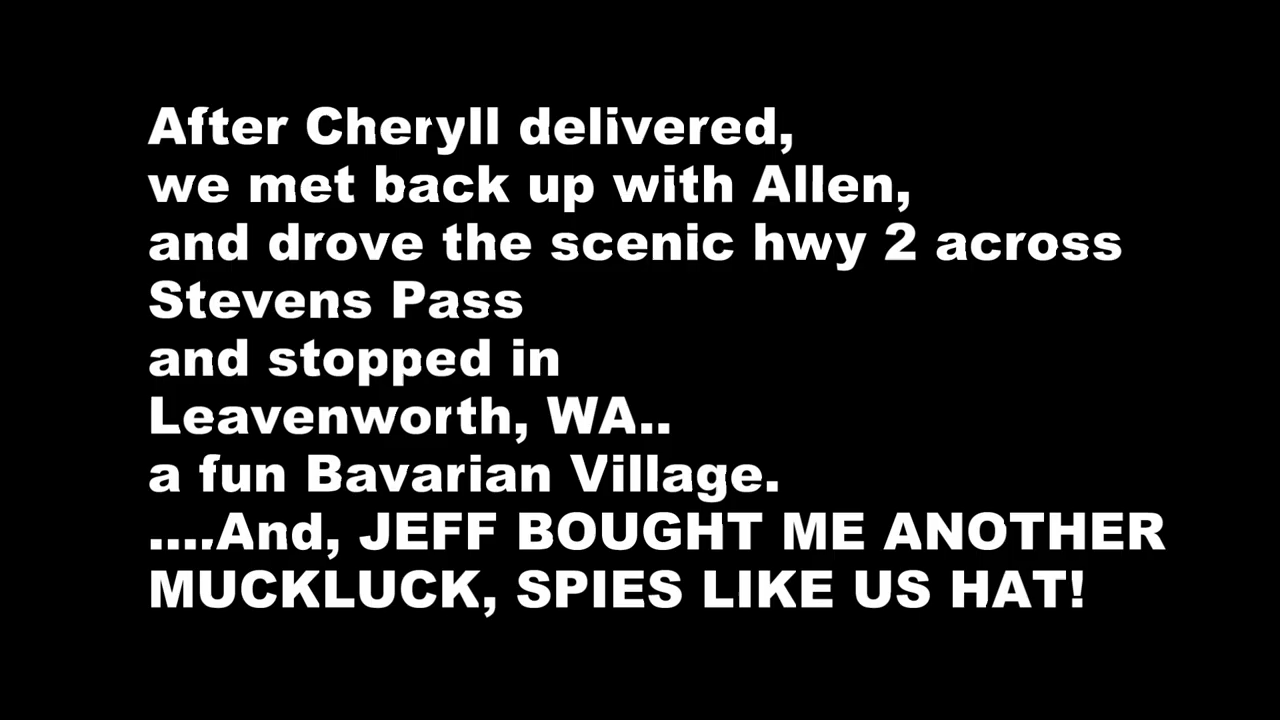 After Cheryll delivered,
we met back up with Allen,
and drove the scenic hwy 2 across
Stevens Pass
and stopped in
Leavenworth, WA..
a fun Bavarian Village.
....And, JEFF BOUGHT ME ANOTHER
MUCKLUCK, SPIES LIKE US HAT!